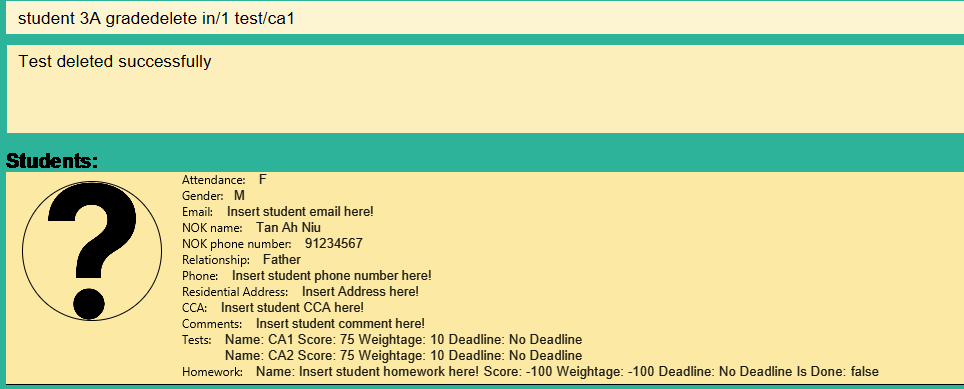 student 3A gradedelete in/1 test/ca1
Test deleted successfully
Students:
Attendance: F
Gender: M
Email: Insert student email here!
NOK name: Tan Ah Niu
NOK phone number: 91234567
Relationship: Father
Phone: Insert student phone number here!
Residential Address: Insert Address here!
CCA: Insert student CCA here!
Comments: Insert student comment here!
Tests: Name: CA1 Score: 75 Weightage: 10 Deadline: No Deadline
Name: CA2 Score: 75 Weightage: 10 Deadline: No Deadline
Homework: Name: Insert student homework here! Score: -100 Weightage: -100 Deadline: No Deadline Is Done: false